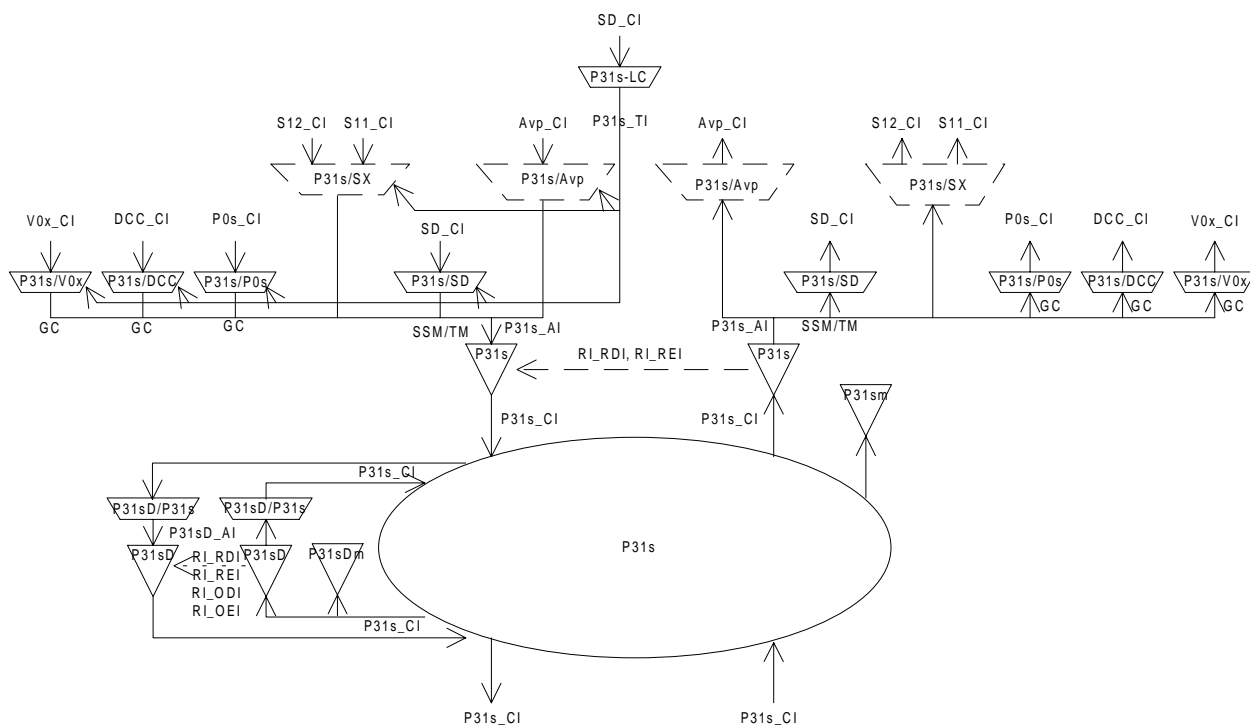 SD_CI
P31s-LC
S12_CI S11_CI Avp_CI P31s_TI Avp_CI S12_CI S11_CI
P31s/SX P31s/Avp P31s/Avp P31s/SX
V0x_CI DCC_CI P0s_CI SD_CI SD_CI P0s_CI DCC_CI V0x_CI
P31s/V0x P31s/DCC P31s/P0s P31s/SD P31s/SD P31s/P0s P31s/DCC P31s/V0x
GC GC GC
GC GC GC SSM/TM P31s_AI P31s_AI SSM/TM
P31s RI_RDI, RI_REI P31s
P31sm
P31s_CI P31s_CI
P31s_CI
P31sD/P31s P31sD/P31s
P31sD_AI
P31sD RI_RDI P31sD P31sDm P31s
RI_REI
RI_ODI
RI_OEI
P31s_CI
P31s_CI P31s_CI